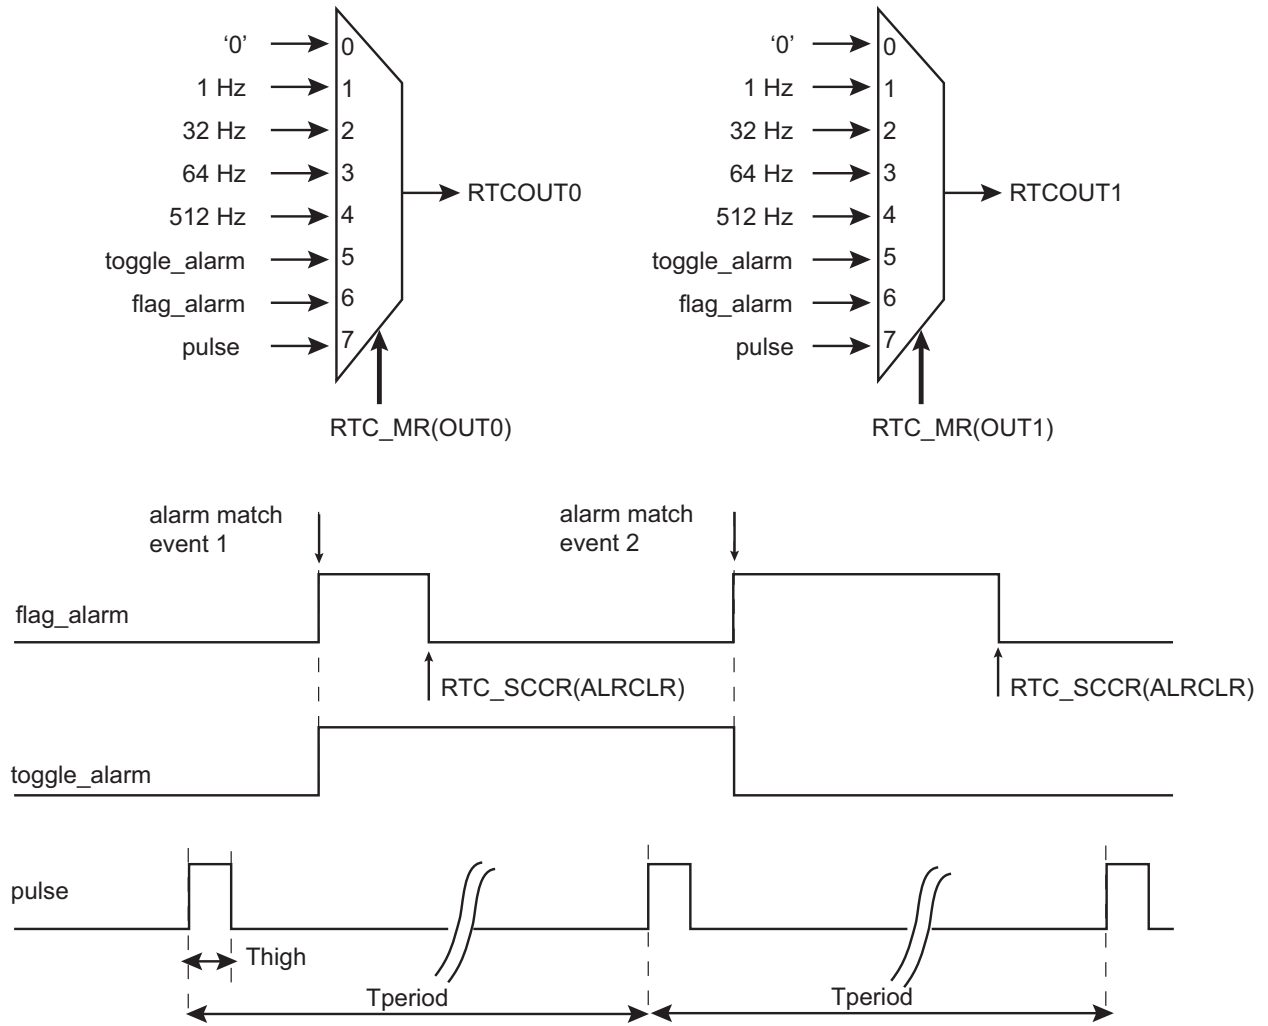 ‘0’ 0 ‘0’ 0
1 Hz 1 1 Hz 1
32 Hz 2 32 Hz 2
64 Hz 3 RTCOUT0 64 Hz 3 RTCOUT1
512 Hz 4 512 Hz 4
toggle_alarm 5 toggle_alarm 5
flag_alarm 6 flag_alarm 6
pulse 7 pulse 7
RTC_MR(OUT0) RTC_MR(OUT1)
alarm match alarm match
event 1 event 2
flag_alarm
RTC_SCCR(ALRCLR) RTC_SCCR(ALRCLR)
toggle_alarm
pulse
Thigh
Tperiod Tperiod